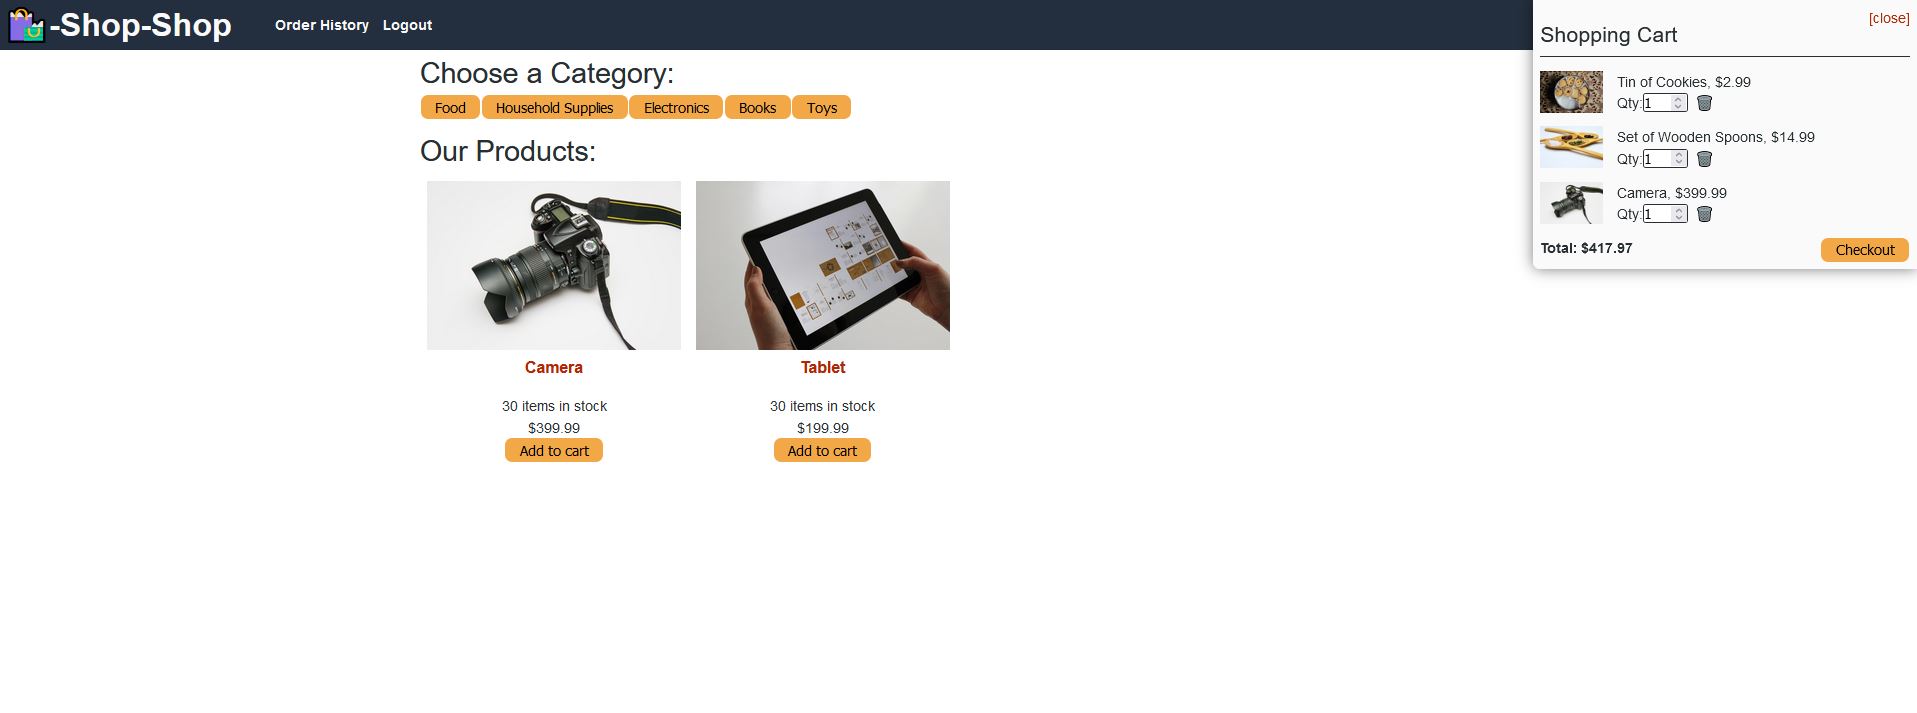 -Shop-Shop
Order History Logout
Choose a Category:
Food Household Supplies Electronics Books Toys
Our Products:
Camera
30 items in stock
$399.99
Add to cart
Tablet
30 items in stock
$199.99
Add to cart
[close]
Shopping Cart
Tin of Cookies, $2.99
Qty:1
Set of Wooden Spoons, $14.99
Qty:1
Camera, $399.99
Qty:1
Total: $417.97
Checkout